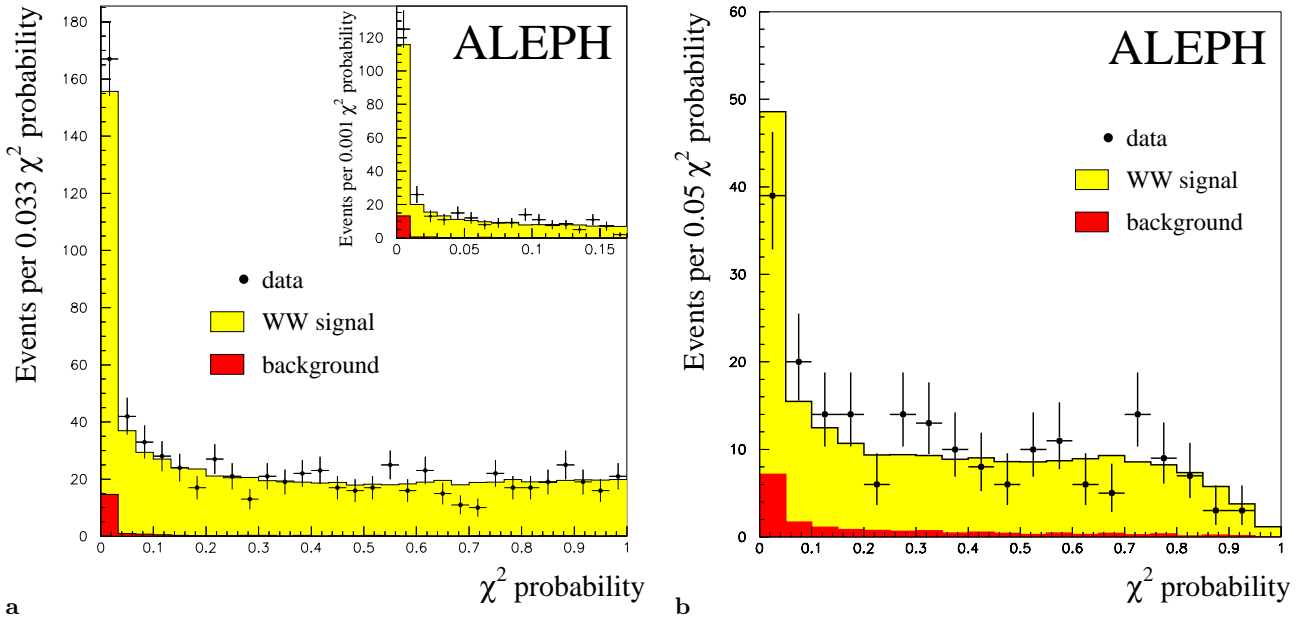 ALEPH
Events per 0.033 χ² probability
180
160
140
120
100
80
60
40
20
0
0 0.1 0.2 0.3 0.4 0.5 0.6 0.7 0.8 0.9 1
χ² probability
Events per 0.001 χ² probability
120
100
80
60
40
20
0
0 0.05 0.1 0.15
data
WW signal
background
a
ALEPH
Events per 0.05 χ² probability
60
50
40
30
20
10
0
0 0.1 0.2 0.3 0.4 0.5 0.6 0.7 0.8 0.9 1
χ² probability
data
WW signal
background
b